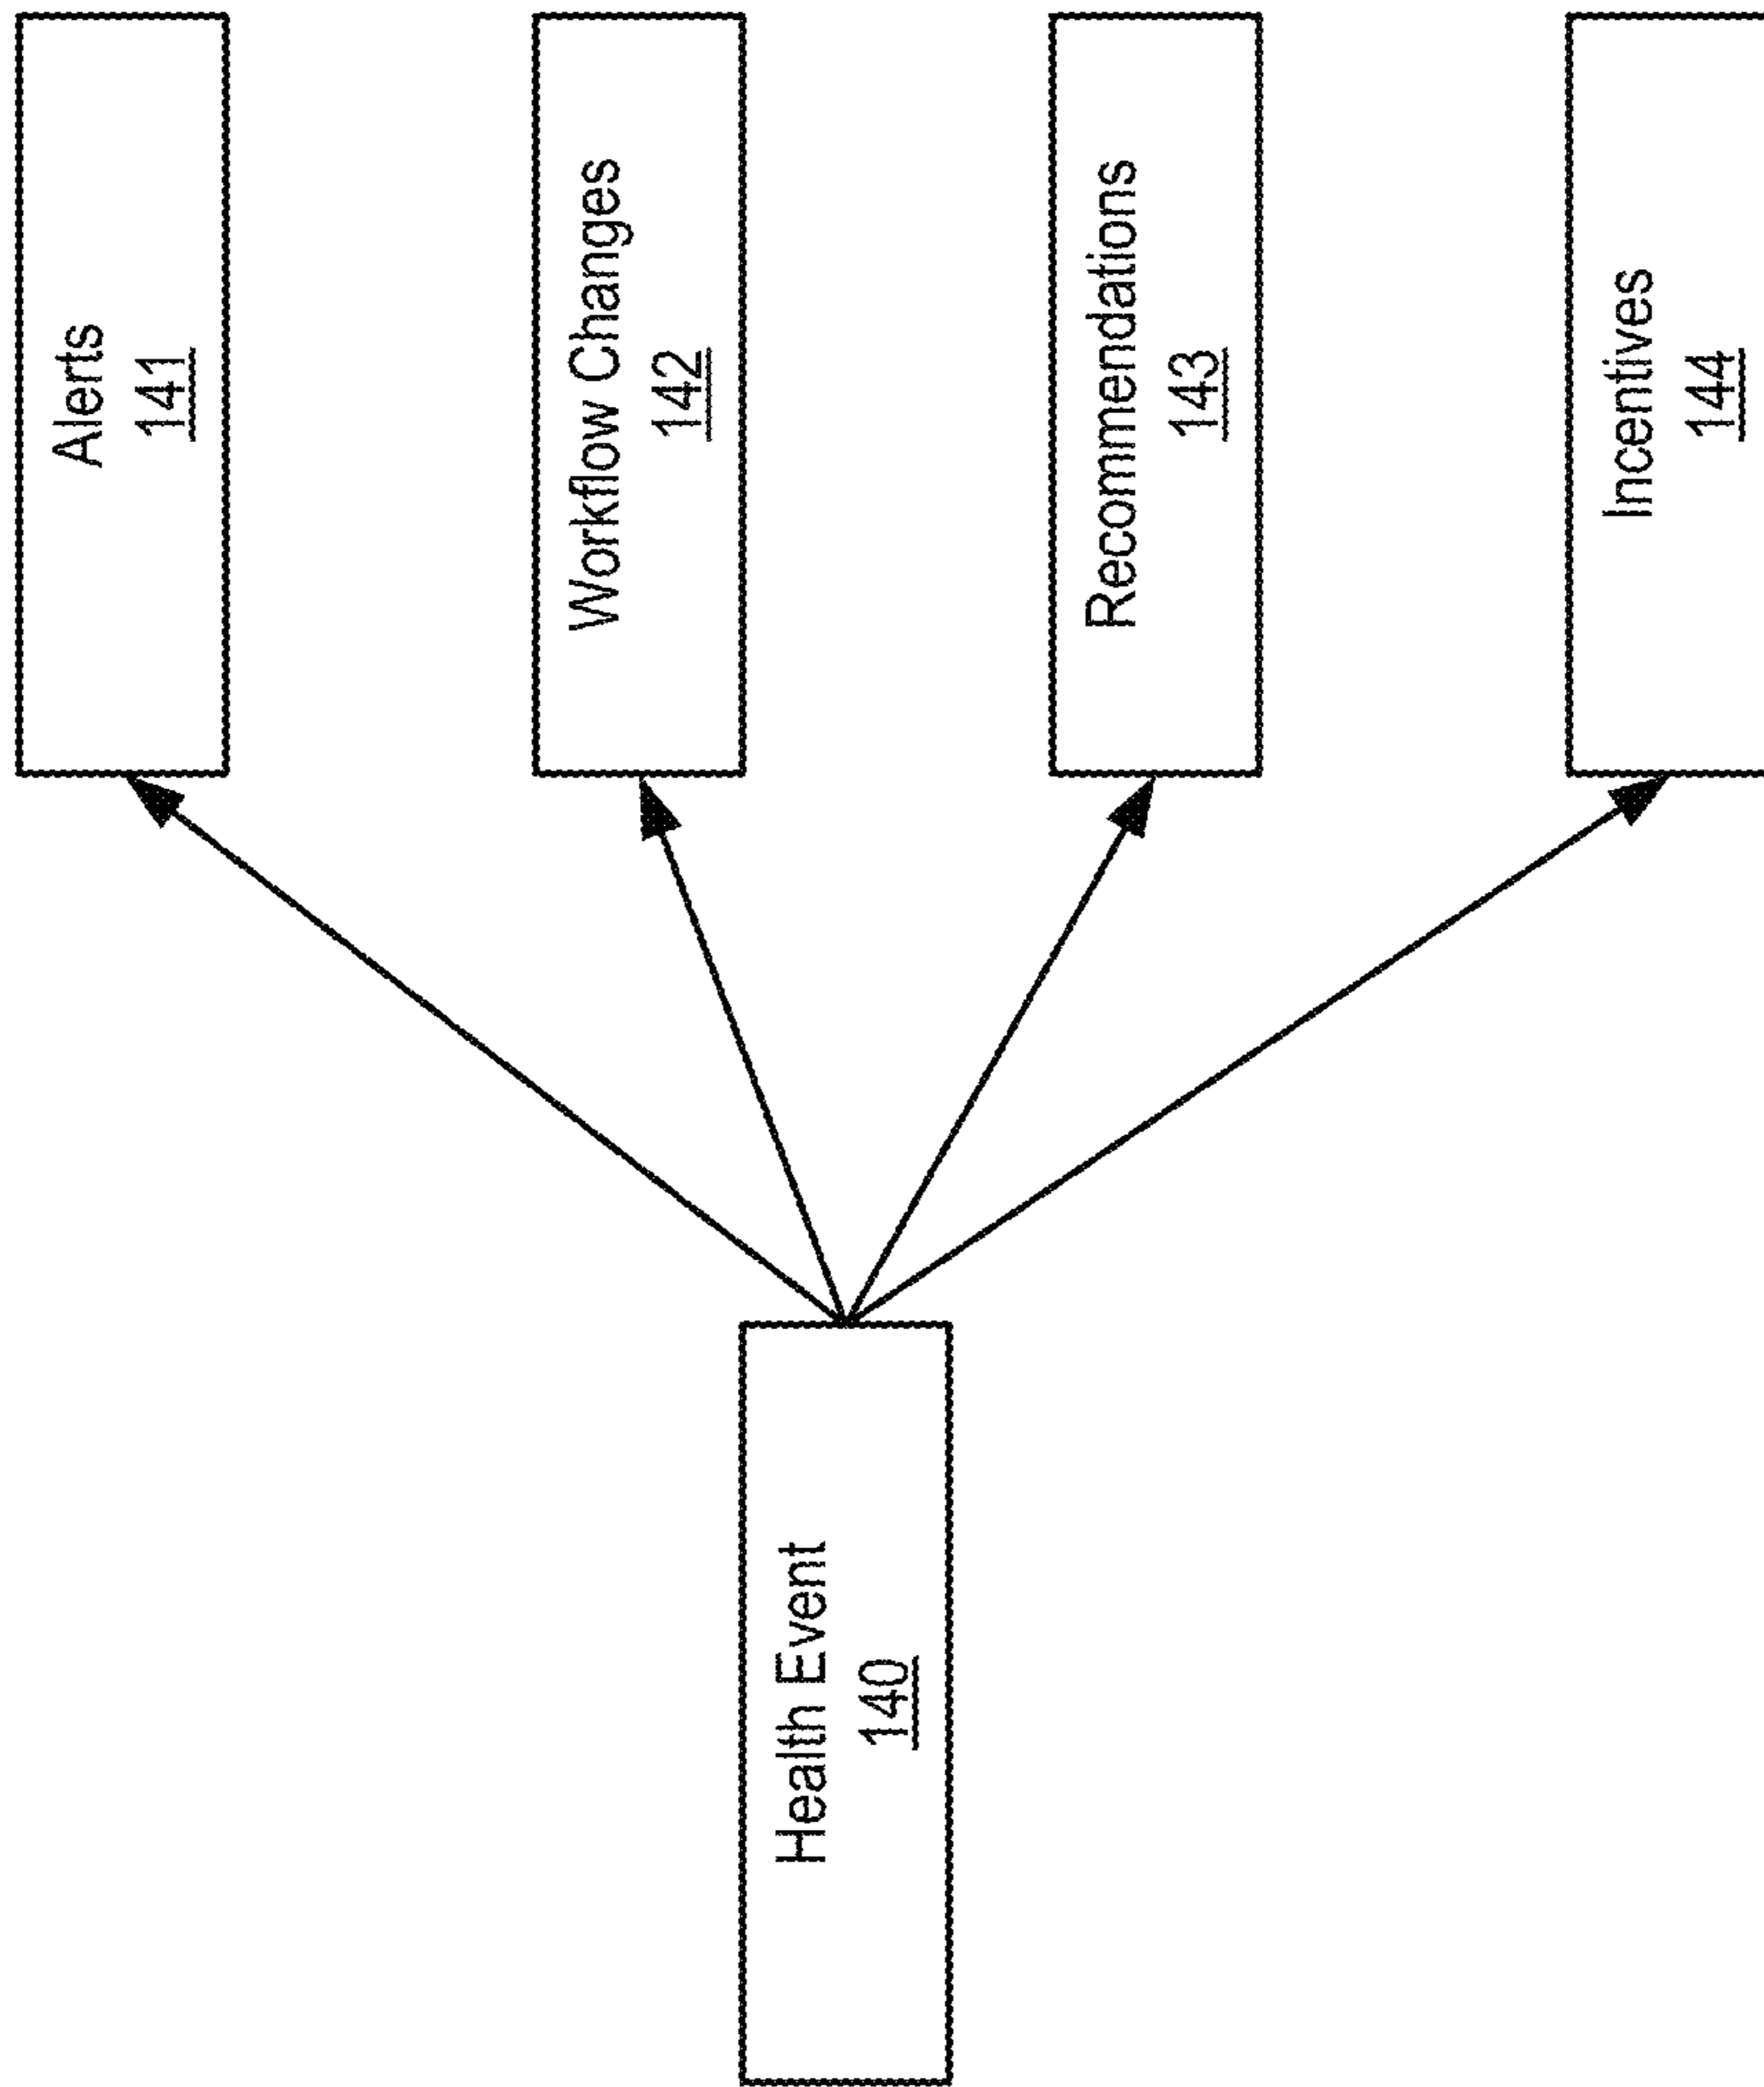 Health Event
140
Alerts
141
Workflow Changes
142
Recommendations
143
Incentives
144